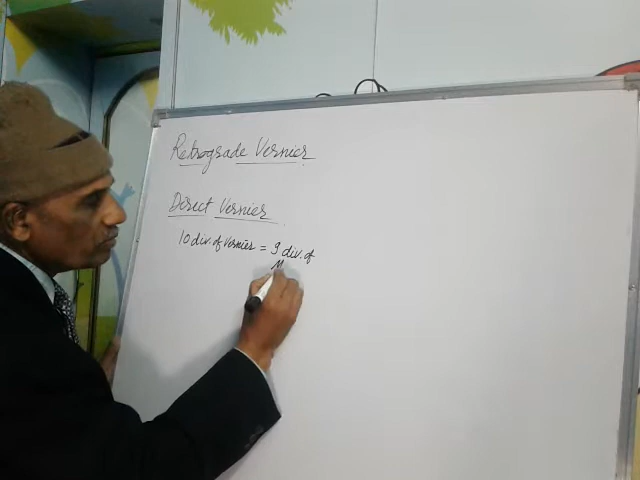 Retrograde Vernier
Direct Vernier
10 div. of vernier = 9 div. of
M